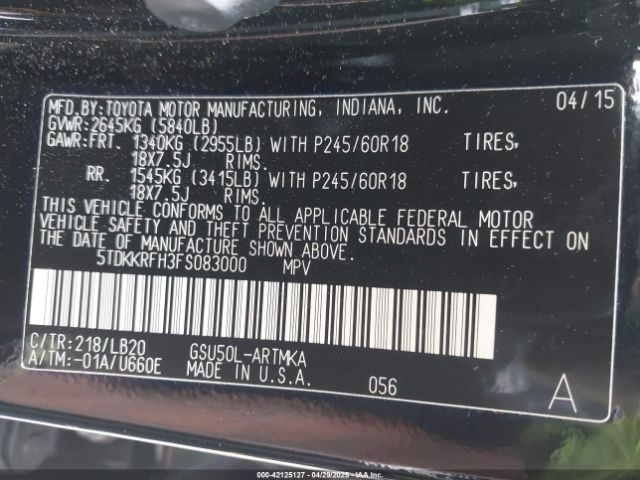 MFD.BY:TOYOTA MOTOR MANUFACTURING, INDIANA, INC. 04/15
GVWR:2645KG (5840LB)
GAWR:FRT. 1340KG (2955LB) WITH P245/60R18 TIRES,
18X7.5J RIMS.
RR. 1545KG (3415LB) WITH P245/60R18 TIRES,
18X7.5J RIMS.
THIS VEHICLE CONFORMS TO ALL APPLICABLE FEDERAL MOTOR
VEHICLE SAFETY AND THEFT PREVENTION STANDARDS IN EFFECT ON
THE DATE OF MANUFACTURE SHOWN ABOVE.
5TDKKRFH3FS083000 MPV
C/TR:218/LB20 GSU50L-ARTMKA
A/TM:-01A/U660E MADE IN U.S.A.
056 A
000-42125127 - 04/29/2025 - IAAI.COM